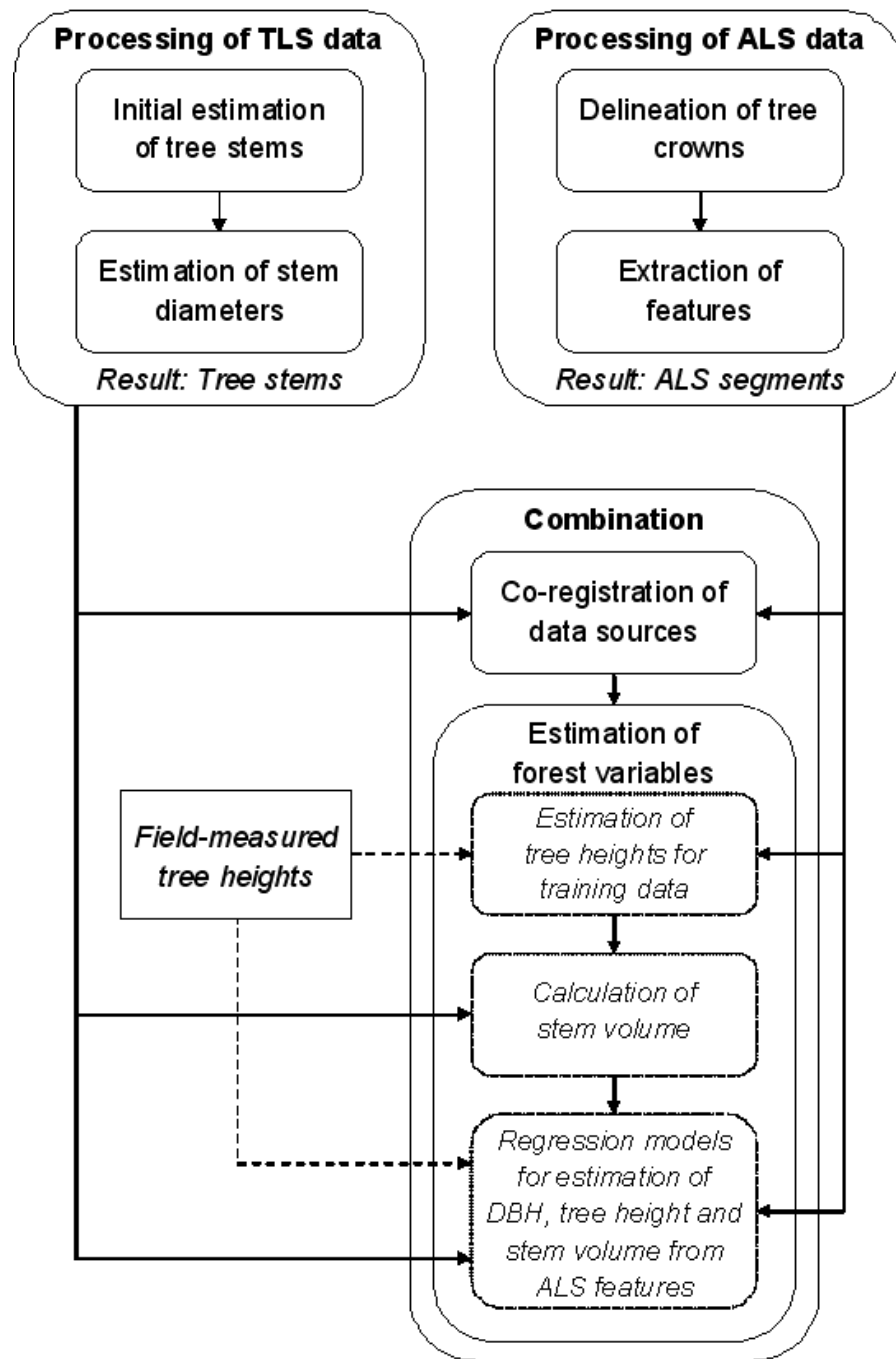 Processing of TLS data
Initial estimation
of tree stems
Estimation of stem
diameters
Result: Tree stems
Processing of ALS data
Delineation of tree
crowns
Extraction of
features
Result: ALS segments
Combination
Co-registration of
data sources
Estimation of
forest variables
Field-measured
tree heights
Estimation of
tree heights for
training data
Calculation of
stem volume
Regression models
for estimation of
DBH, tree height and
stem volume from
ALS features